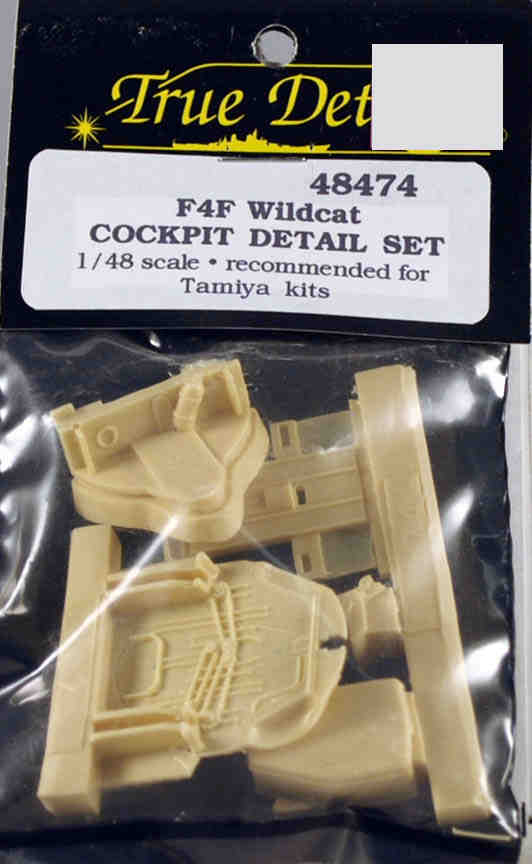 True Det
48474
F4F Wildcat
COCKPIT DETAIL SET
1/48 scale • recommended for
Tamiya kits